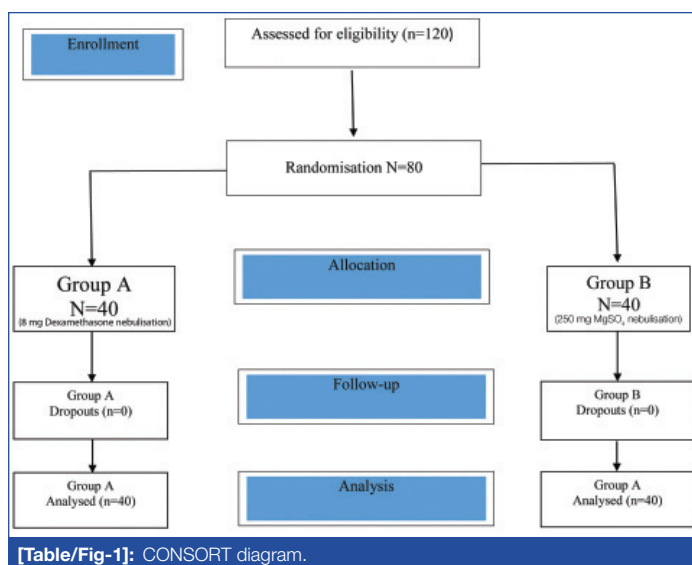 Enrollment
Assessed for eligibility (n=120)
Randomisation N=80
Allocation
Group A
N=40
(8 mg Dexamethasone nebulisation)
Group B
N=40
(250 mg MgSO₄ nebulisation)
Follow-up
Group A
Dropouts (n=0)
Group B
Dropouts (n=0)
Analysis
Group A
Analysed (n=40)
Group A
Analysed (n=40)
[Table/Fig-1]: CONSORT diagram.